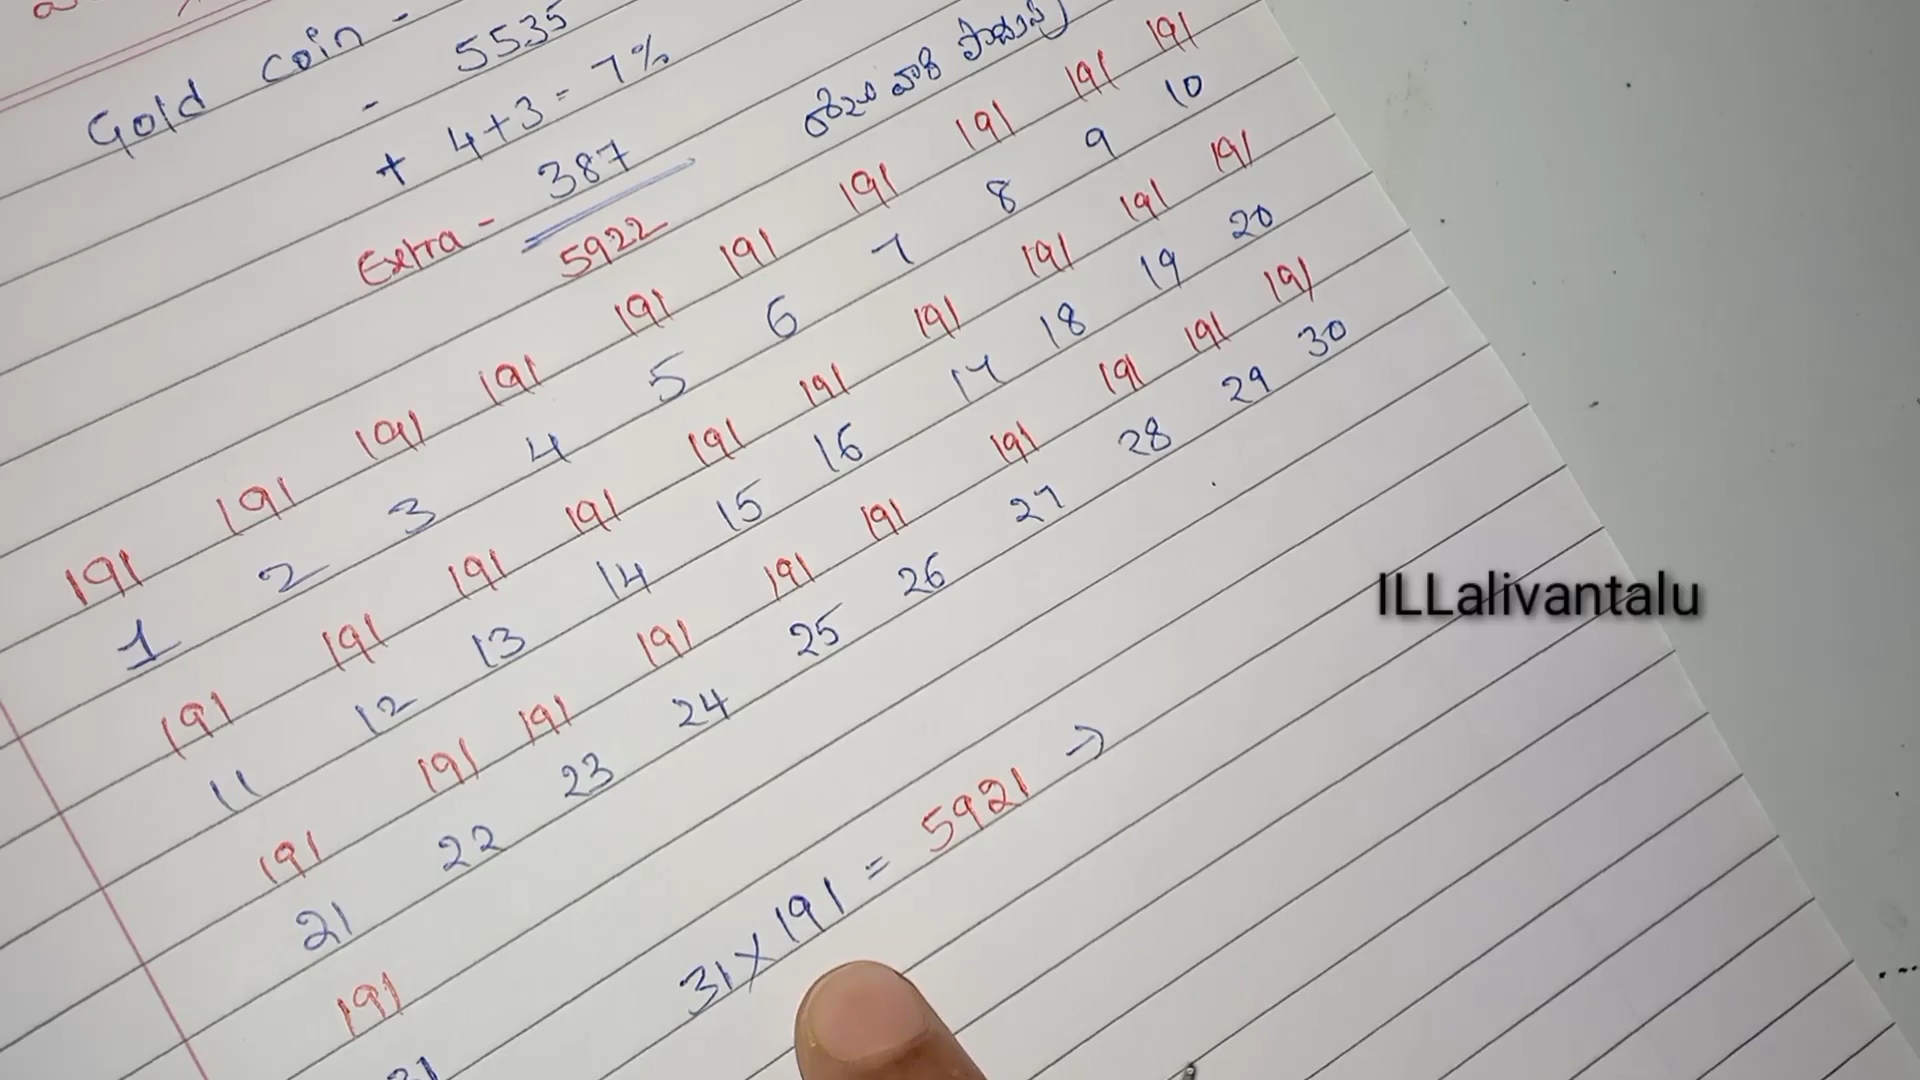 Gold coin -
- 5535
+ 4+3 = 7%
387
Extra - 5922
191 191 191 191 191 191 191 191 191 191
1 2 3 4 5 6 7 8 9 10
191 191 191 191 191 191 191 191 191 191
11 12 13 14 15 16 17 18 19 20
191 191 191 191 191 191 191 191 191 191
21 22 23 24 25 26 27 28 29 30
191
31
31 x 191 = 5921 →
ILLalivantalu